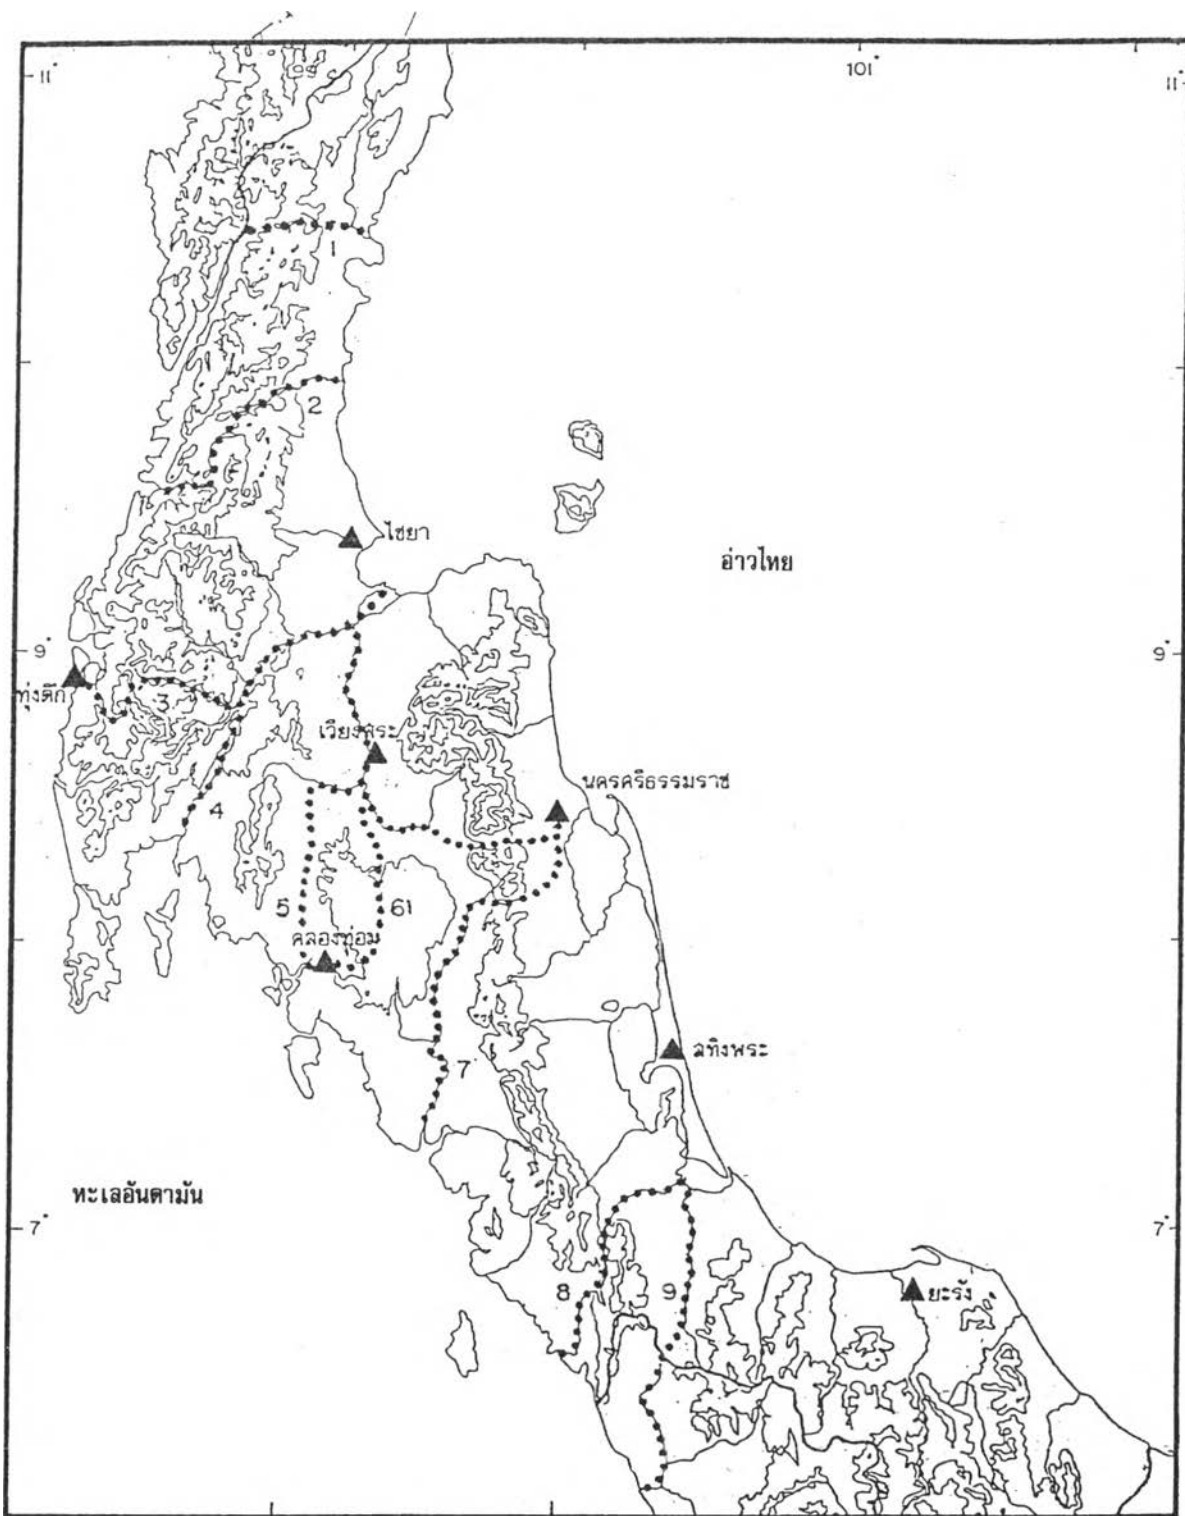 11°
101°
11°
1
2
ไชยา
อ่าวไทย
9°
9°
ทุ่งตึก
3
เวียงสระ
นครศรีธรรมราช
4
5
61
คลองท่อม
สทิงพระ
7
ทะเลอันดามัน
7°
7°
8
9
ยะรัง